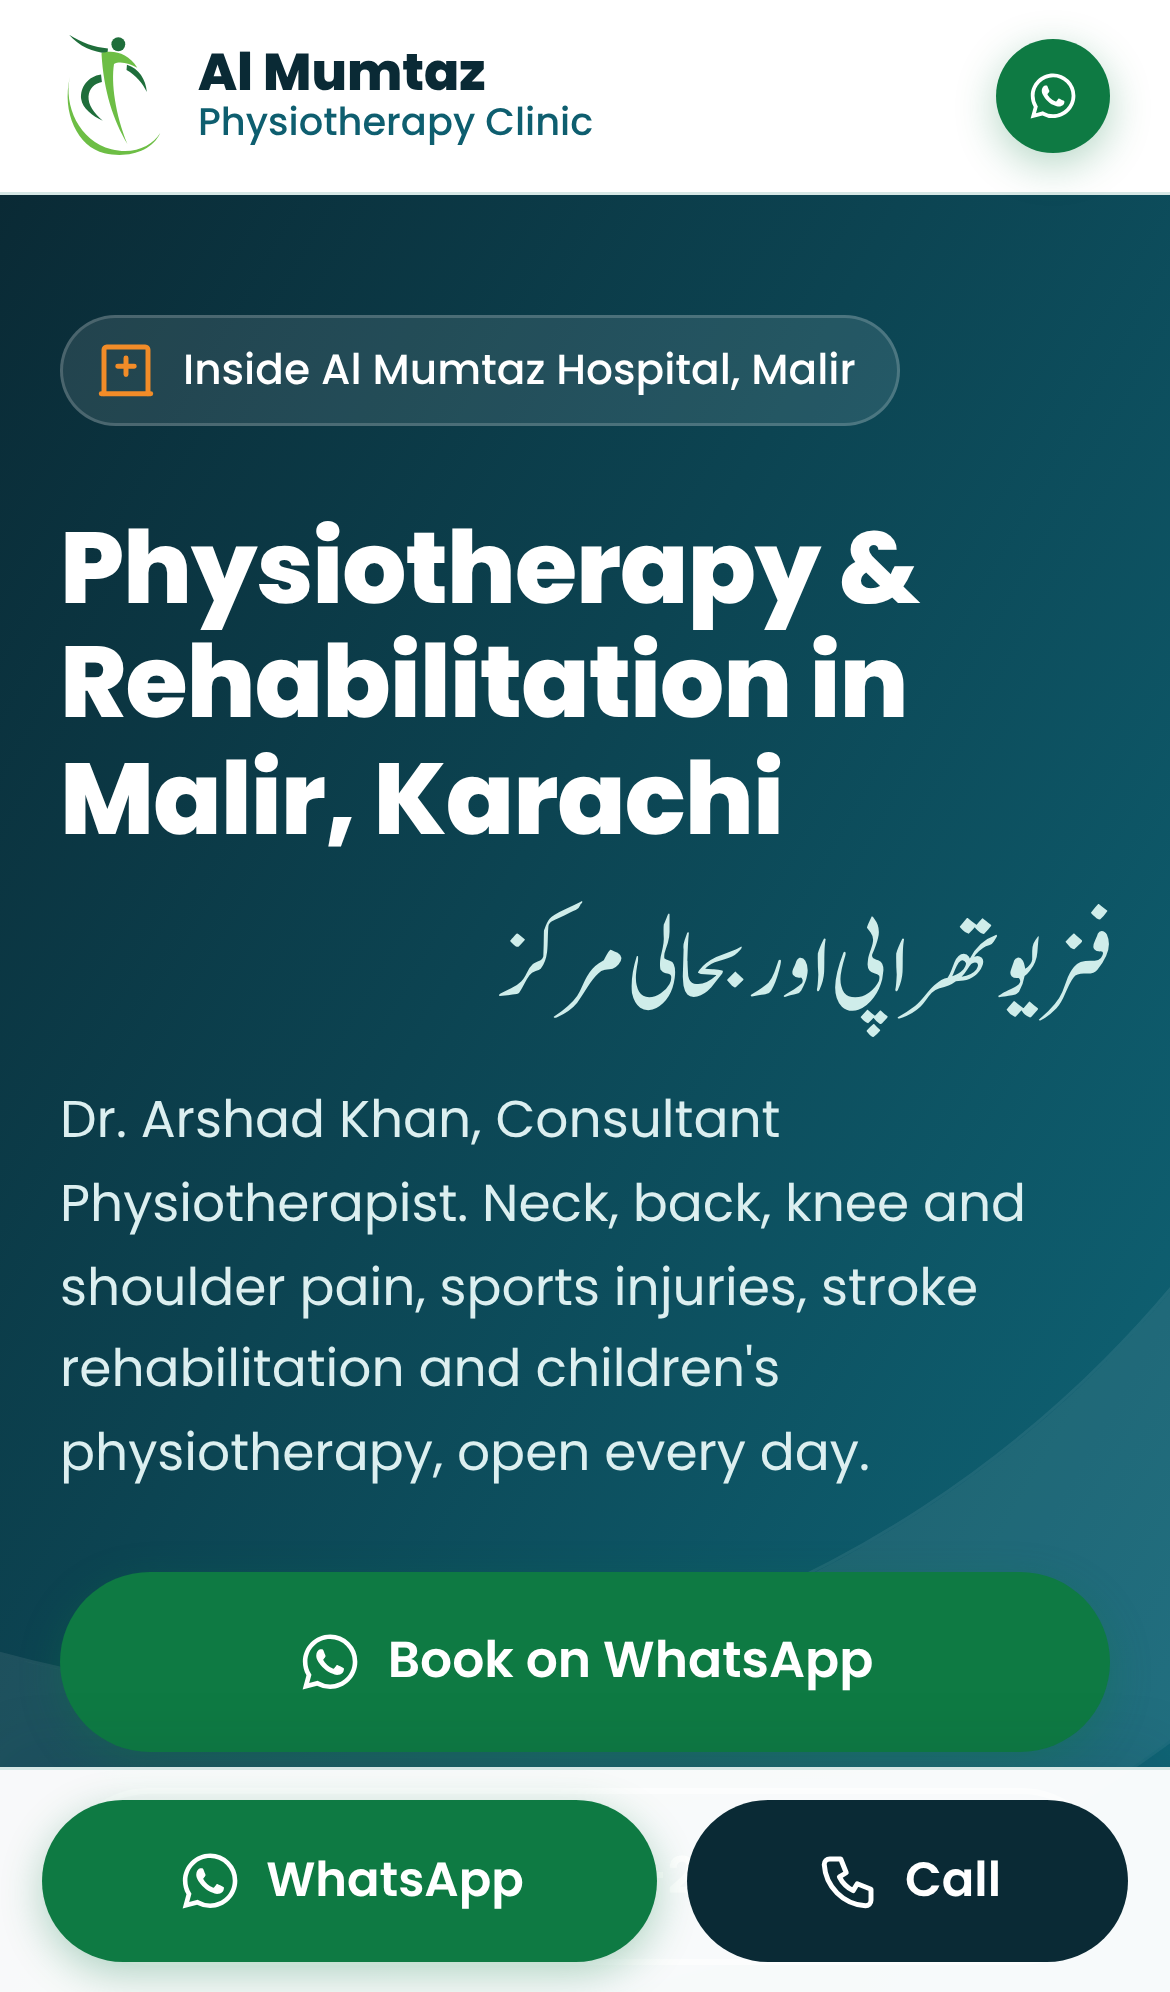 Al Mumtaz
Physiotherapy Clinic
Inside Al Mumtaz Hospital, Malir
Physiotherapy &
Rehabilitation in
Malir, Karachi
فزیوتھراپی اور بحالی مرکز
Dr. Arshad Khan, Consultant
Physiotherapist. Neck, back, knee and
shoulder pain, sports injuries, stroke
rehabilitation and children's
physiotherapy, open every day.
Book on WhatsApp
WhatsApp
Call